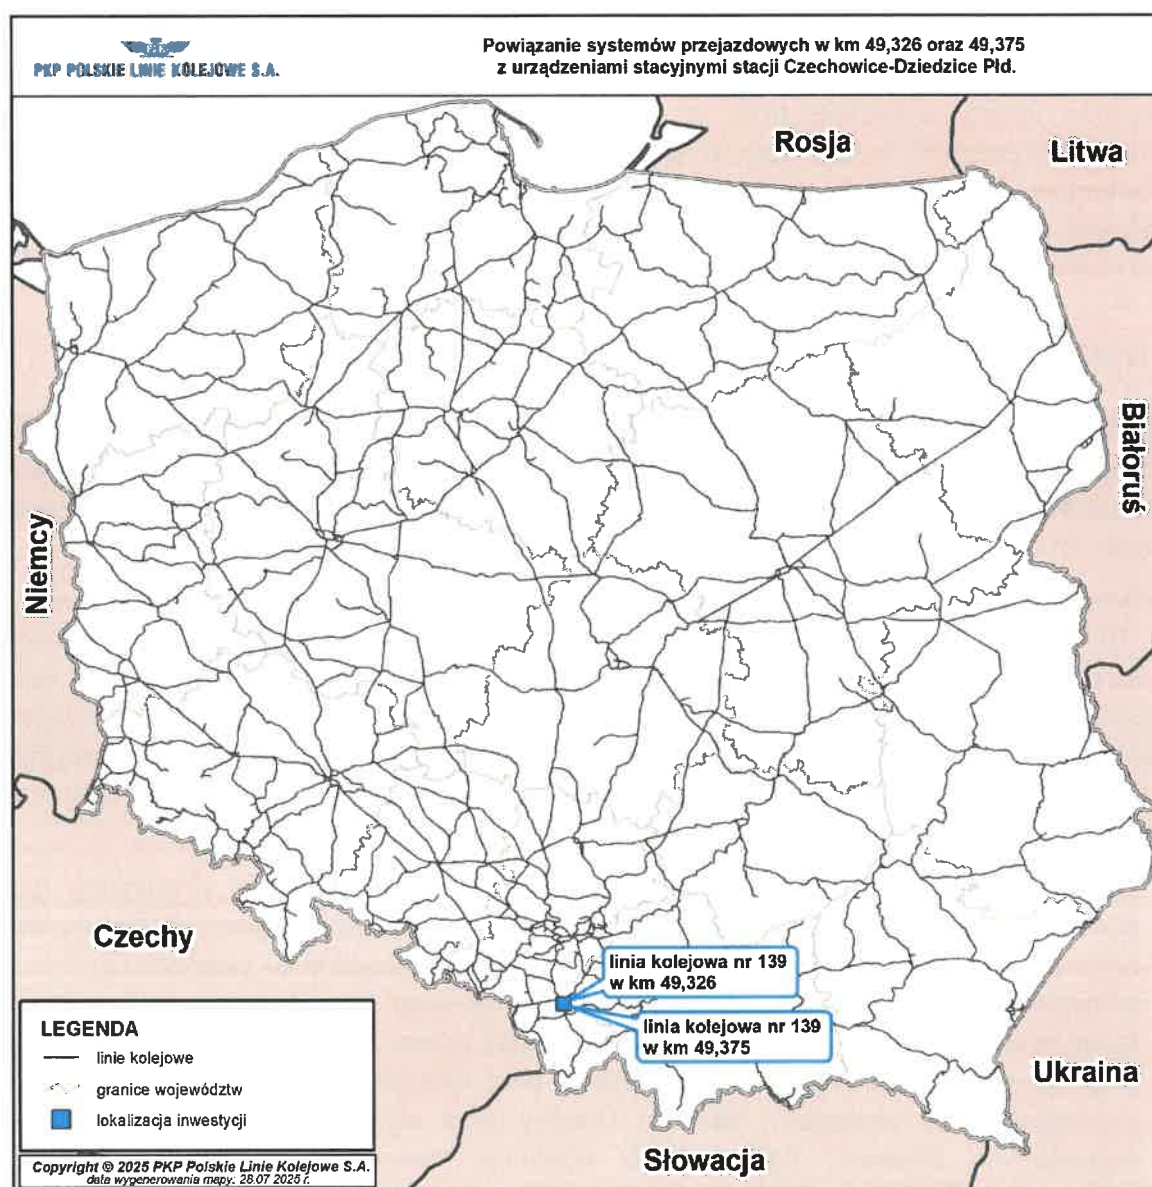 PKP POLSKIE LINIE KOLEJOWE S.A.
Powiązanie systemów przejazdowych w km 49,326 oraz 49,375
z urządzeniami stacyjnymi stacji Czechowice-Dziedzice Płd.
Rosja
Litwa
Białoruś
Niemcy
Czechy
linia kolejowa nr 139
w km 49,326
linia kolejowa nr 139
w km 49,375
Ukraina
Słowacja
LEGENDA
linie kolejowe
granice województw
lokalizacja inwestycji
Copyright © 2025 PKP Polskie Linie Kolejowe S.A.
data wygenerowania mapy: 28.07 2025 r.